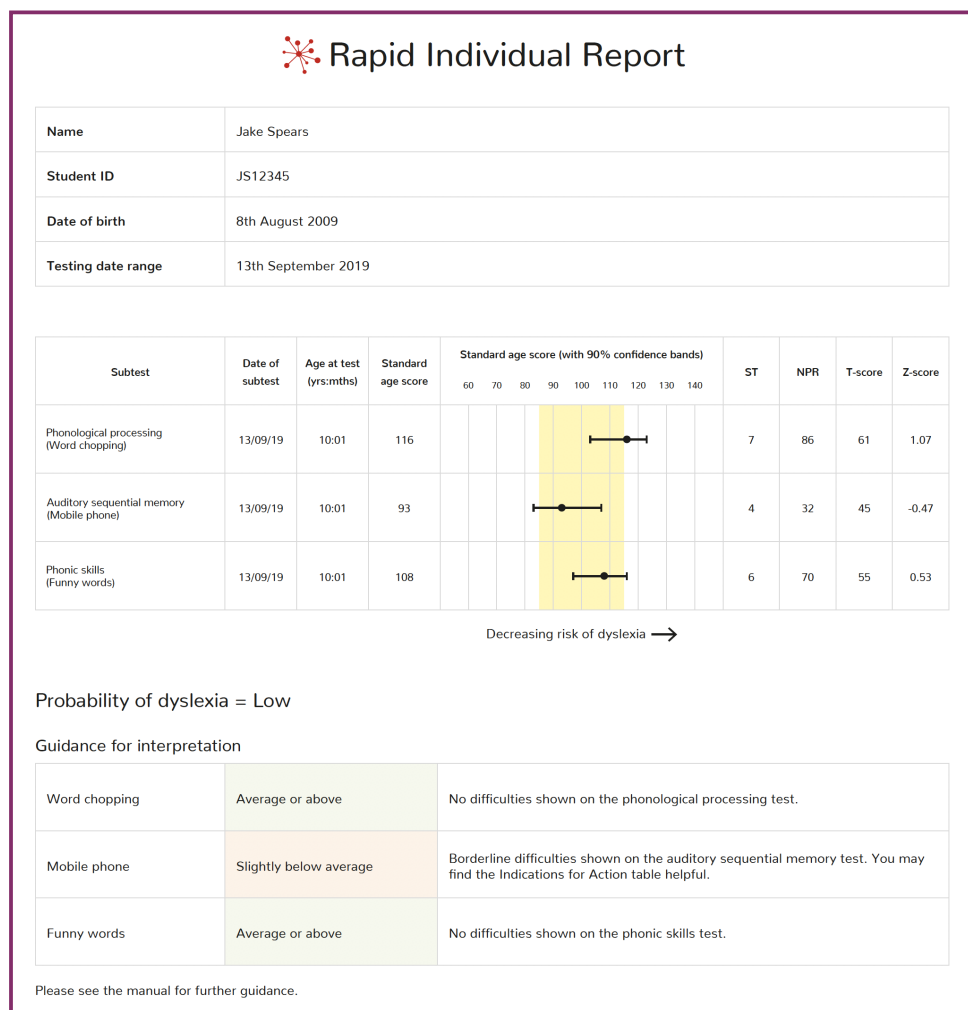 Rapid Individual Report
Name Jake Spears
Student ID JS12345
Date of birth 8th August 2009
Testing date range 13th September 2019
Subtest Date of subtest Age at test (yrs:mths) Standard age score Standard age score (with 90% confidence bands) ST NPR T-score Z-score
60 70 80 90 100 110 120 130 140
Phonological processing
(Word chopping) 13/09/19 10:01 116 7 86 61 1.07
Auditory sequential memory
(Mobile phone) 13/09/19 10:01 93 4 32 45 -0.47
Phonic skills
(Funny words) 13/09/19 10:01 108 6 70 55 0.53
Decreasing risk of dyslexia
Probability of dyslexia = Low
Guidance for interpretation
Word chopping Average or above No difficulties shown on the phonological processing test.
Mobile phone Slightly below average Borderline difficulties shown on the auditory sequential memory test. You may
find the Indications for Action table helpful.
Funny words Average or above No difficulties shown on the phonic skills test.
Please see the manual for further guidance.